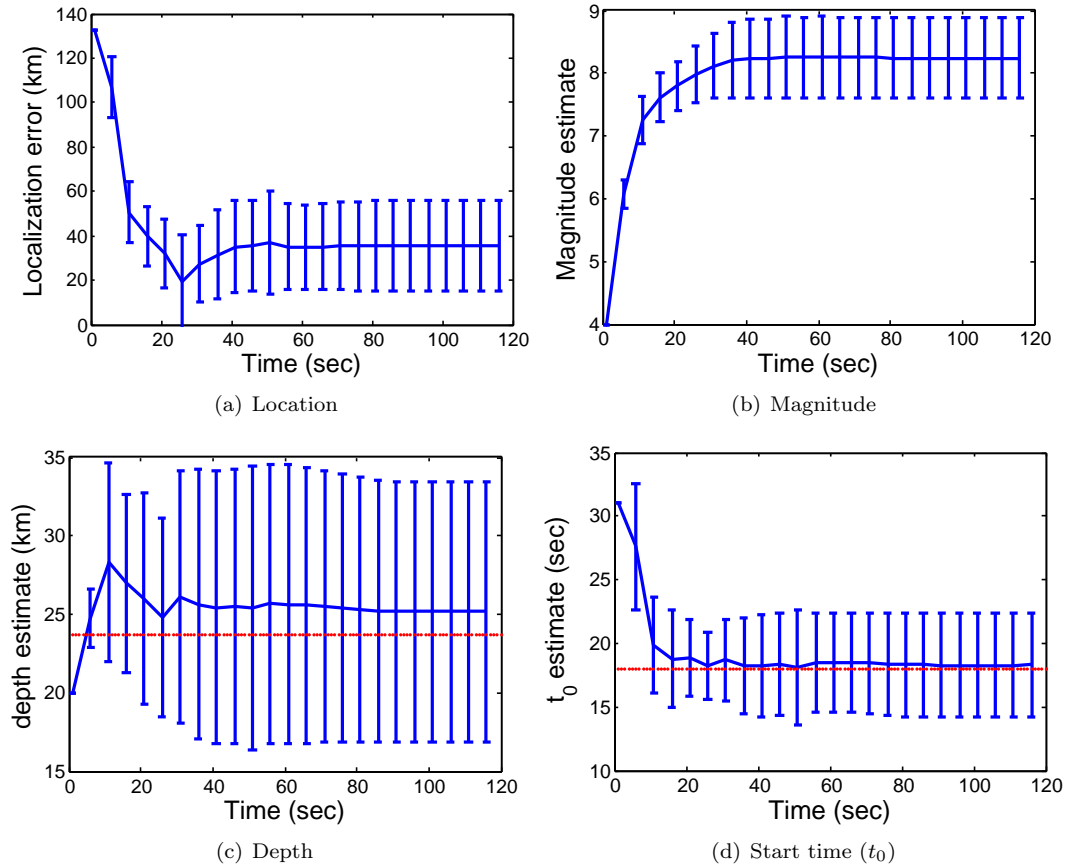 140
120
100
80
60
40
20
0
Localization error (km)
0 20 40 60 80 100 120
Time (sec)
(a) Location
9
8
7
6
5
4
Magnitude estimate
0 20 40 60 80 100 120
Time (sec)
(b) Magnitude
35
30
25
20
15
depth estimate (km)
0 20 40 60 80 100 120
Time (sec)
(c) Depth
35
30
25
20
15
10
t0 estimate (sec)
0 20 40 60 80 100 120
Time (sec)
(d) Start time (t0)